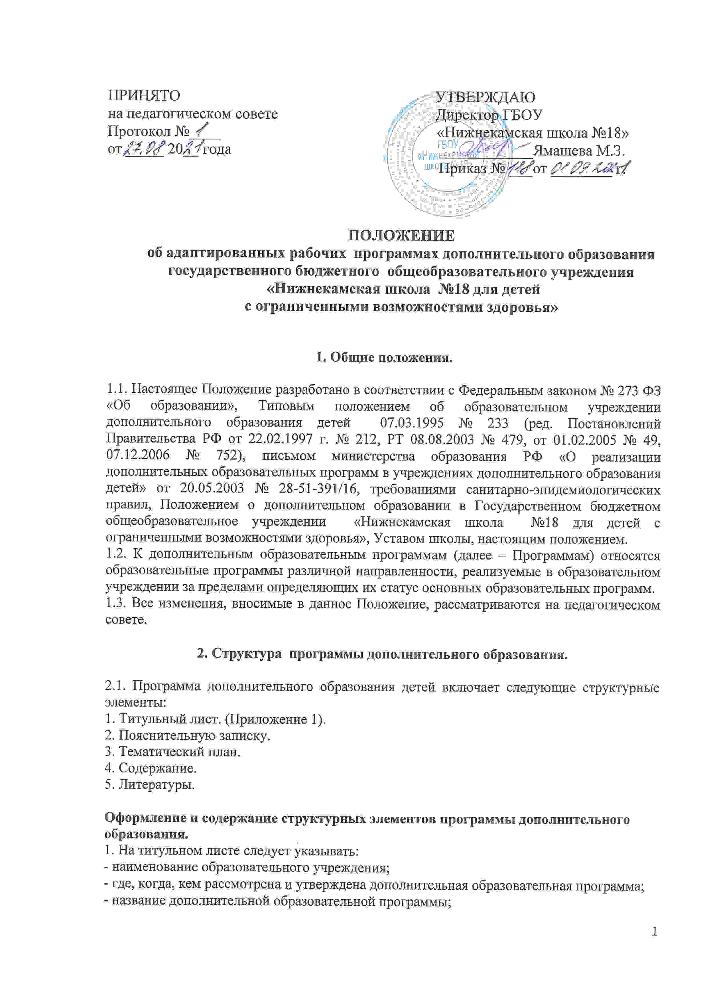 ПРИНЯТО
на педагогическом совете
Протокол № 1
от 27.08 2021 года
УТВЕРЖДАЮ
Директор ГБОУ
«Нижнекамская школа №18»
Ямашева М.З.
Приказ № 118 от 01.09.2021 г.
ГБОУ
«Нижнекамская
школа №18»
ПОЛОЖЕНИЕ
об адаптированных рабочих программах дополнительного образования
государственного бюджетного общеобразовательного учреждения
«Нижнекамская школа №18 для детей
с ограниченными возможностями здоровья»
1. Общие положения.
1.1. Настоящее Положение разработано в соответствии с Федеральным законом № 273 ФЗ
«Об образовании», Типовым положением об образовательном учреждении
дополнительного образования детей 07.03.1995 № 233 (ред. Постановлений
Правительства РФ от 22.02.1997 г. № 212, РТ 08.08.2003 № 479, от 01.02.2005 № 49,
07.12.2006 № 752), письмом министерства образования РФ «О реализации
дополнительных образовательных программ в учреждениях дополнительного образования
детей» от 20.05.2003 № 28-51-391/16, требованиями санитарно-эпидемиологических
правил, Положением о дополнительном образовании в Государственном бюджетном
общеобразовательное учреждении «Нижнекамская школа №18 для детей с
ограниченными возможностями здоровья», Уставом школы, настоящим положением.
1.2. К дополнительным образовательным программам (далее – Программам) относятся
образовательные программы различной направленности, реализуемые в образовательном
учреждении за пределами определяющих их статус основных образовательных программ.
1.3. Все изменения, вносимые в данное Положение, рассматриваются на педагогическом
совете.
2. Структура программы дополнительного образования.
2.1. Программа дополнительного образования детей включает следующие структурные
элементы:
1. Титульный лист. (Приложение 1).
2. Пояснительную записку.
3. Тематический план.
4. Содержание.
5. Литературы.
Оформление и содержание структурных элементов программы дополнительного
образования.
1. На титульном листе следует указывать:
- наименование образовательного учреждения;
- где, когда, кем рассмотрена и утверждена дополнительная образовательная программа;
- название дополнительной образовательной программы;
1